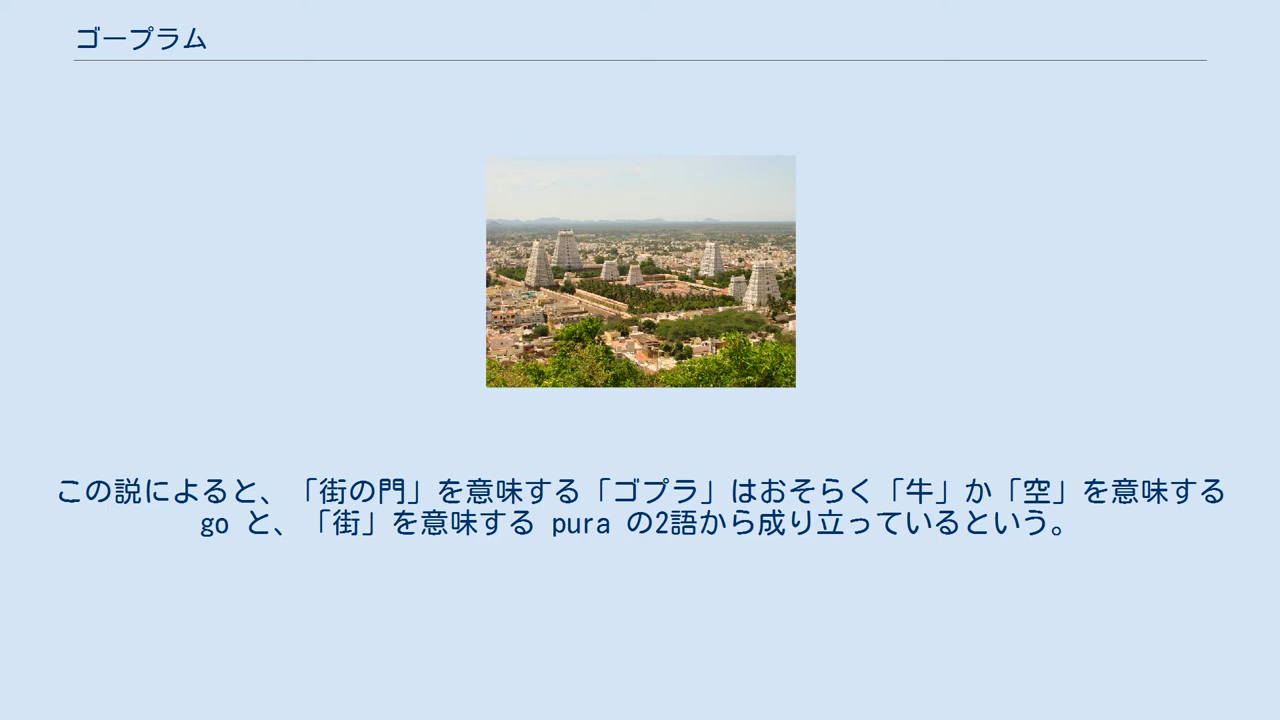 ゴープラム
この説によると、「街の門」を意味する「ゴプラ」はおそらく「牛」か「空」を意味する
go と、「街」を意味する pura の2語から成り立っているという。